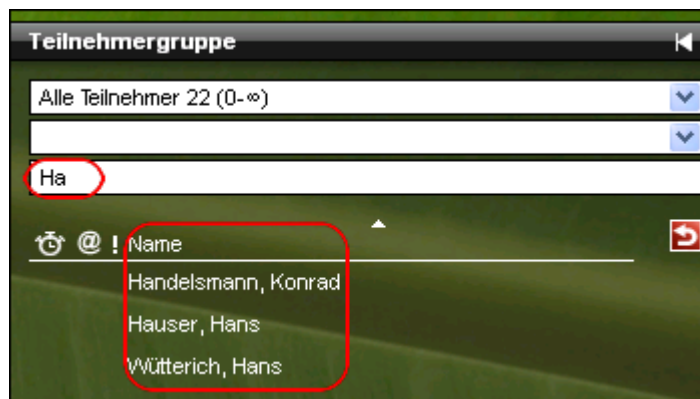 Teilnehmergruppe
Alle Teilnehmer 22 (0-∞)
Ha
@ ! Name
Handelsmann, Konrad
Hauser, Hans
Wütterich, Hans